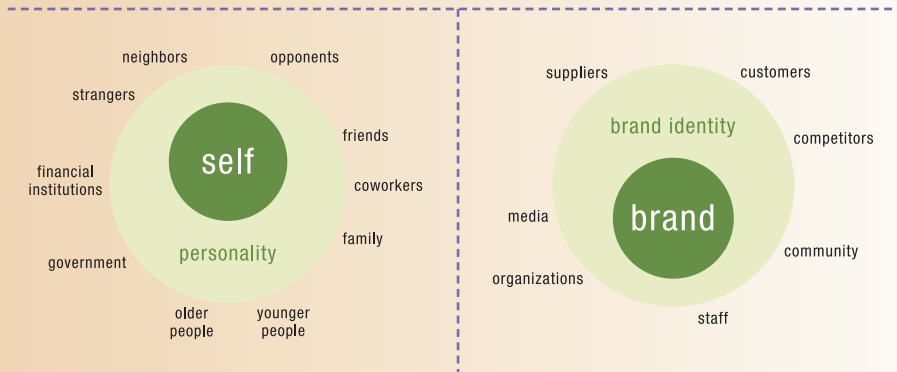 neighbors
opponents
strangers
friends
self
financial
institutions
coworkers
family
personality
government
older
people
younger
people
suppliers
customers
brand identity
competitors
brand
media
community
organizations
staff